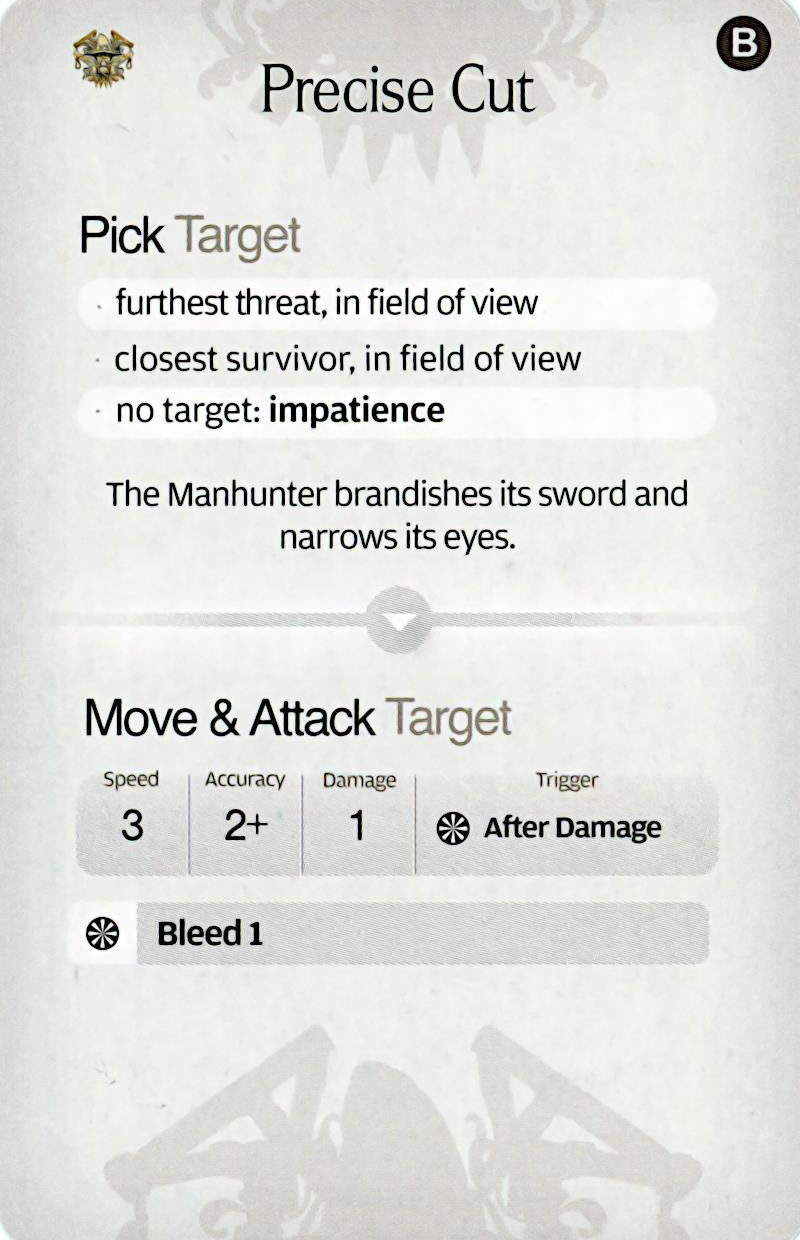 B
Precise Cut
Pick Target
· furthest threat, in field of view
· closest survivor, in field of view
· no target: impatience
The Manhunter brandishes its sword and
narrows its eyes.
Move & Attack Target
Speed Accuracy Damage Trigger
3 2+ 1 After Damage
Bleed 1